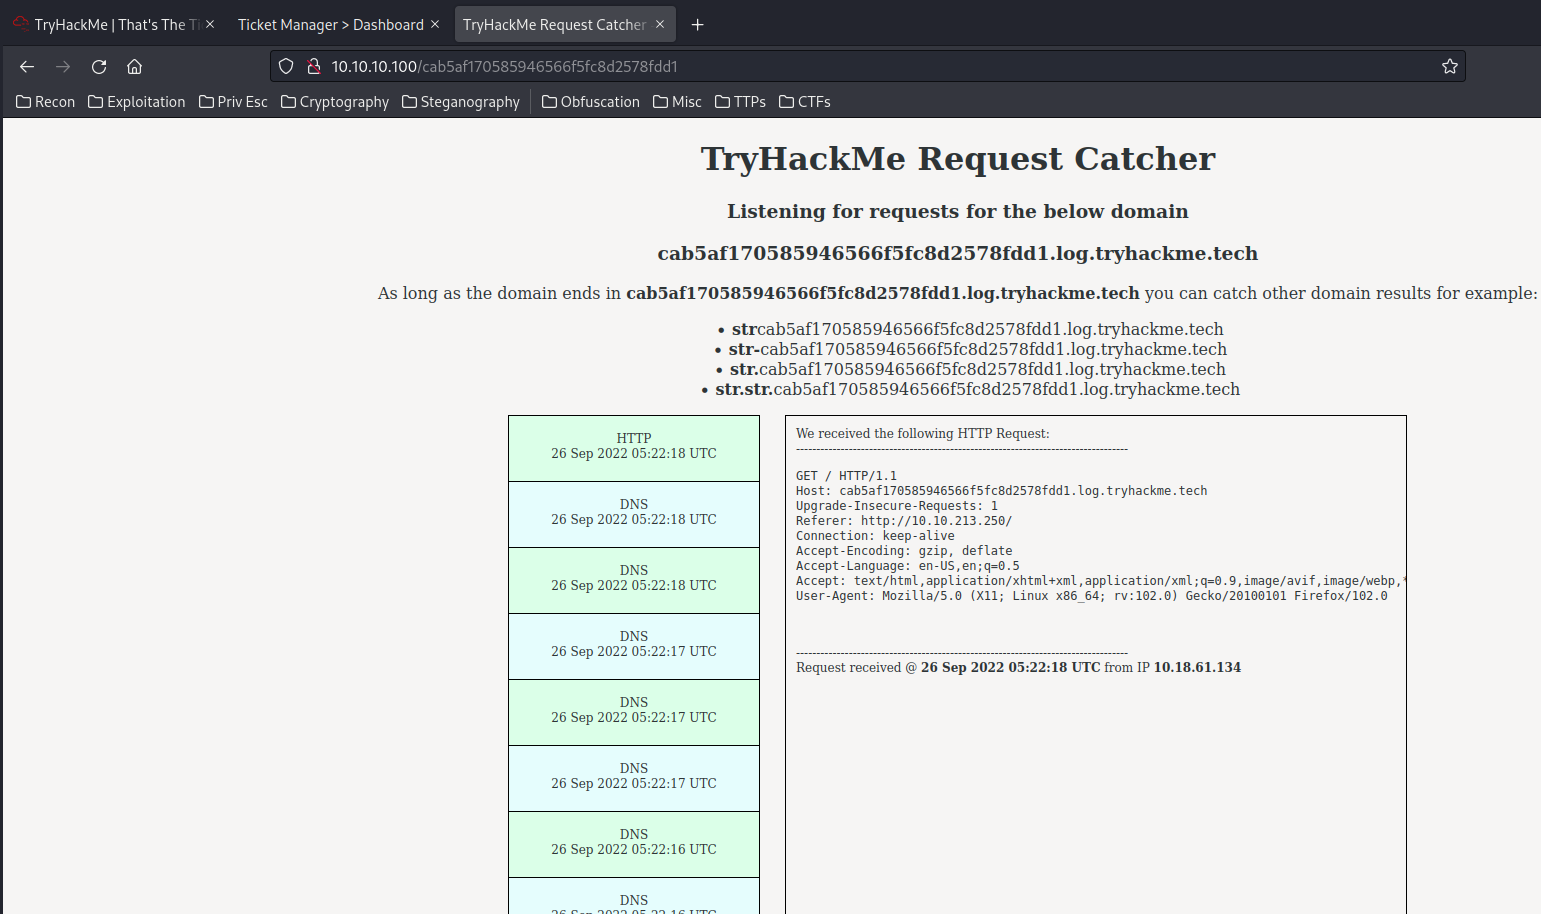 TryHackMe | That's The Ti
Ticket Manager > Dashboard
TryHackMe Request Catcher
10.10.10.100/cab5af170585946566f5fc8d2578fdd1
Recon Exploitation Priv Esc Cryptography Steganography Obfuscation Misc TTPs CTFs
TryHackMe Request Catcher
Listening for requests for the below domain
cab5af170585946566f5fc8d2578fdd1.log.tryhackme.tech
As long as the domain ends in cab5af170585946566f5fc8d2578fdd1.log.tryhackme.tech you can catch other domain results for example:
• strcab5af170585946566f5fc8d2578fdd1.log.tryhackme.tech
• str-cab5af170585946566f5fc8d2578fdd1.log.tryhackme.tech
• str.cab5af170585946566f5fc8d2578fdd1.log.tryhackme.tech
• str.str.cab5af170585946566f5fc8d2578fdd1.log.tryhackme.tech
HTTP
26 Sep 2022 05:22:18 UTC
DNS
26 Sep 2022 05:22:18 UTC
DNS
26 Sep 2022 05:22:18 UTC
DNS
26 Sep 2022 05:22:17 UTC
DNS
26 Sep 2022 05:22:17 UTC
DNS
26 Sep 2022 05:22:17 UTC
DNS
26 Sep 2022 05:22:16 UTC
DNS
26 Sep 2022 05:22:16 UTC
We received the following HTTP Request:
-----------------------------------------------------------------------------------
GET / HTTP/1.1
Host: cab5af170585946566f5fc8d2578fdd1.log.tryhackme.tech
Upgrade-Insecure-Requests: 1
Referer: http://10.10.213.250/
Connection: keep-alive
Accept-Encoding: gzip, deflate
Accept-Language: en-US,en;q=0.5
Accept: text/html,application/xhtml+xml,application/xml;q=0.9,image/avif,image/webp,*
User-Agent: Mozilla/5.0 (X11; Linux x86_64; rv:102.0) Gecko/20100101 Firefox/102.0
-----------------------------------------------------------------------------------
Request received @ 26 Sep 2022 05:22:18 UTC from IP 10.18.61.134